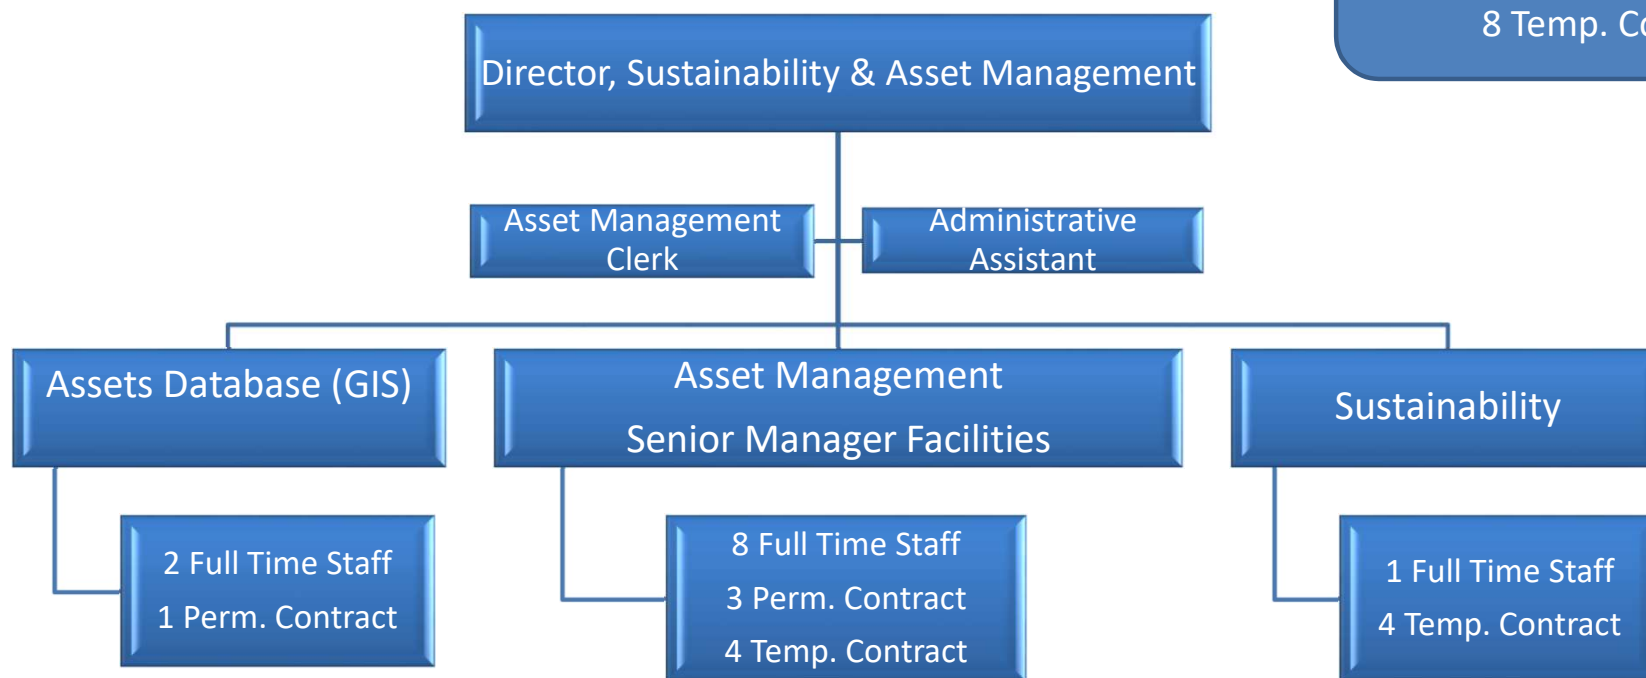 8 Temp.
Director, Sustainability & Asset Management
Asset Management
Clerk
Administrative
Assistant
Assets Database (GIS)
Asset Management
Senior Manager Facilities
Sustainability
2 Full Time Staff
1 Perm. Contract
8 Full Time Staff
3 Perm. Contract
4 Temp. Contract
1 Full Time Staff
4 Temp. Contract